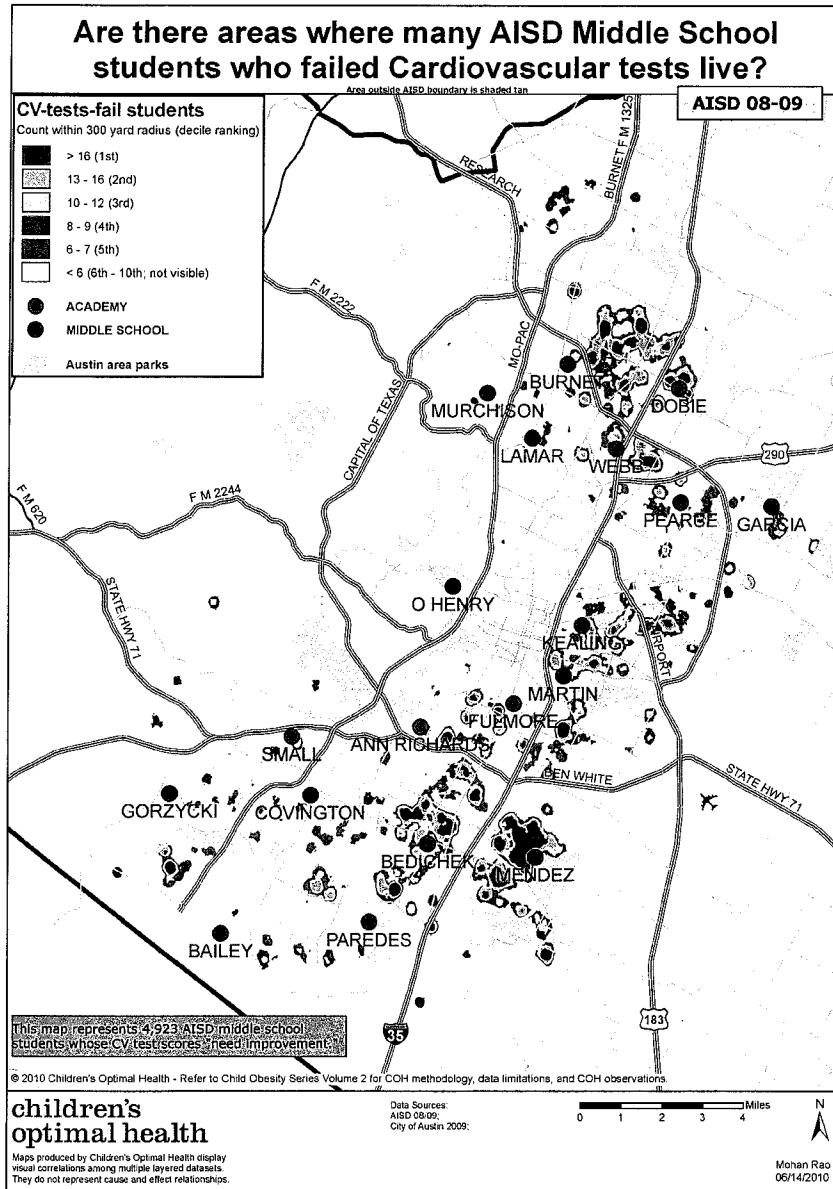 Are there areas where many AISD Middle School
students who failed Cardiovascular tests live?
Area outside AISD boundary is shaded tan
AISD 08-09
CV-tests-fail students
Count within 300 yard radius (decile ranking)
> 16 (1st)
13 - 16 (2nd)
10 - 12 (3rd)
8 - 9 (4th)
6 - 7 (5th)
< 6 (6th - 10th; not visible)
ACADEMY
MIDDLE SCHOOL
Austin area parks
RESEARCH
BURNET F M 1325
F M 2222
MO-PAC
CAPITAL OF TEXAS
BURNET
DOBIE
MURCHISON
LAMAR
WEBB
290
F M 620
F M 2244
PEARCE
GARCIA
STATE HWY 71
O HENRY
KEALING
AIRPORT
MARTIN
FULMORE
SMALL
ANN RICHARDS
BEN WHITE
STATE HWY 71
GORZYCKI
COVINGTON
BEDICHEK
MENDEZ
BAILEY
PAREDES
183
35
This map represents 4,923 AISD middle school
students whose CV test scores "need improvement."
© 2010 Children's Optimal Health - Refer to Child Obesity Series Volume 2 for COH methodology, data limitations, and COH observations.
children's
optimal health
Maps produced by Children's Optimal Health display
visual correlations among multiple layered datasets.
They do not represent cause and effect relationships.
Data Sources:
AISD 08/09;
City of Austin 2009;
Miles
0 1 2 3 4
N
Mohan Rao
06/14/2010